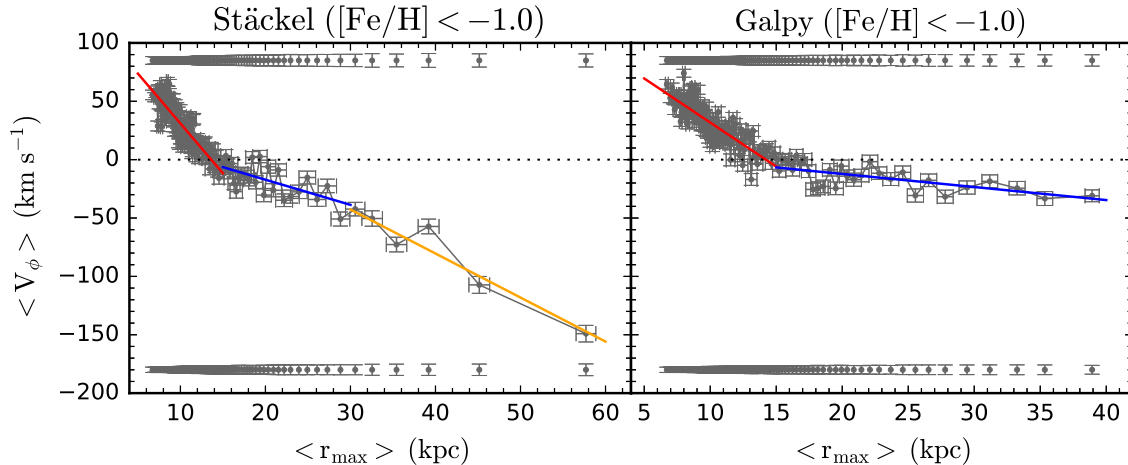 Stäckel ([Fe/H] < −1.0)
Galpy ([Fe/H] < −1.0)
100
50
0
−50
−100
−150
−200
< V_ϕ > (km s⁻¹)
10 20 30 40 50 60
5 10 15 20 25 30 35 40
< r_max > (kpc)
< r_max > (kpc)